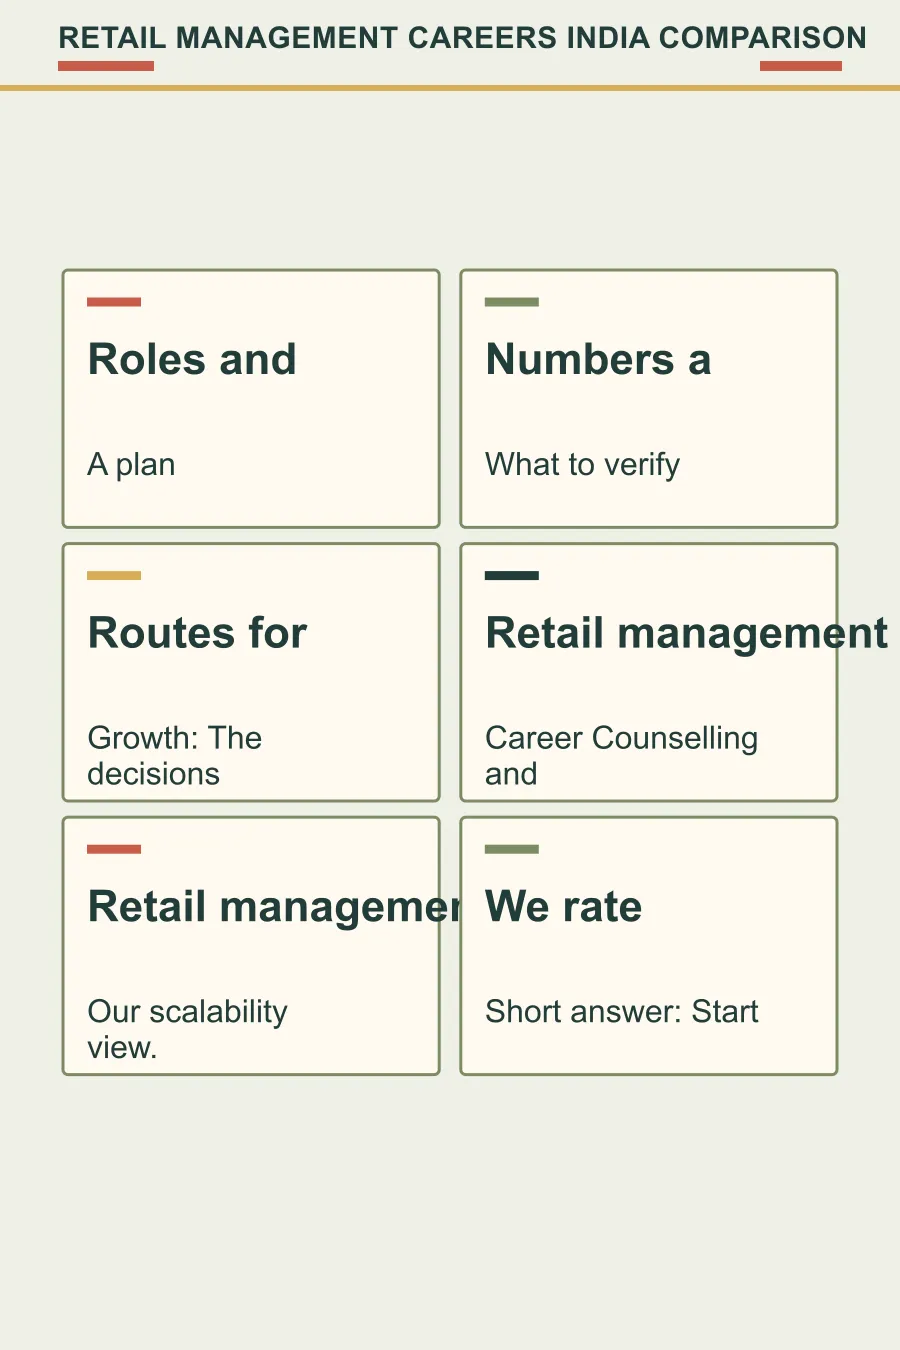 RETAIL MANAGEMENT CAREERS INDIA COMPARISON
Roles and
A plan
Numbers a
What to verify
Routes for
Growth: The
decisions
Retail management
Career Counselling
and
Retail managemen
Our scalability
view.
We rate
Short answer: Start